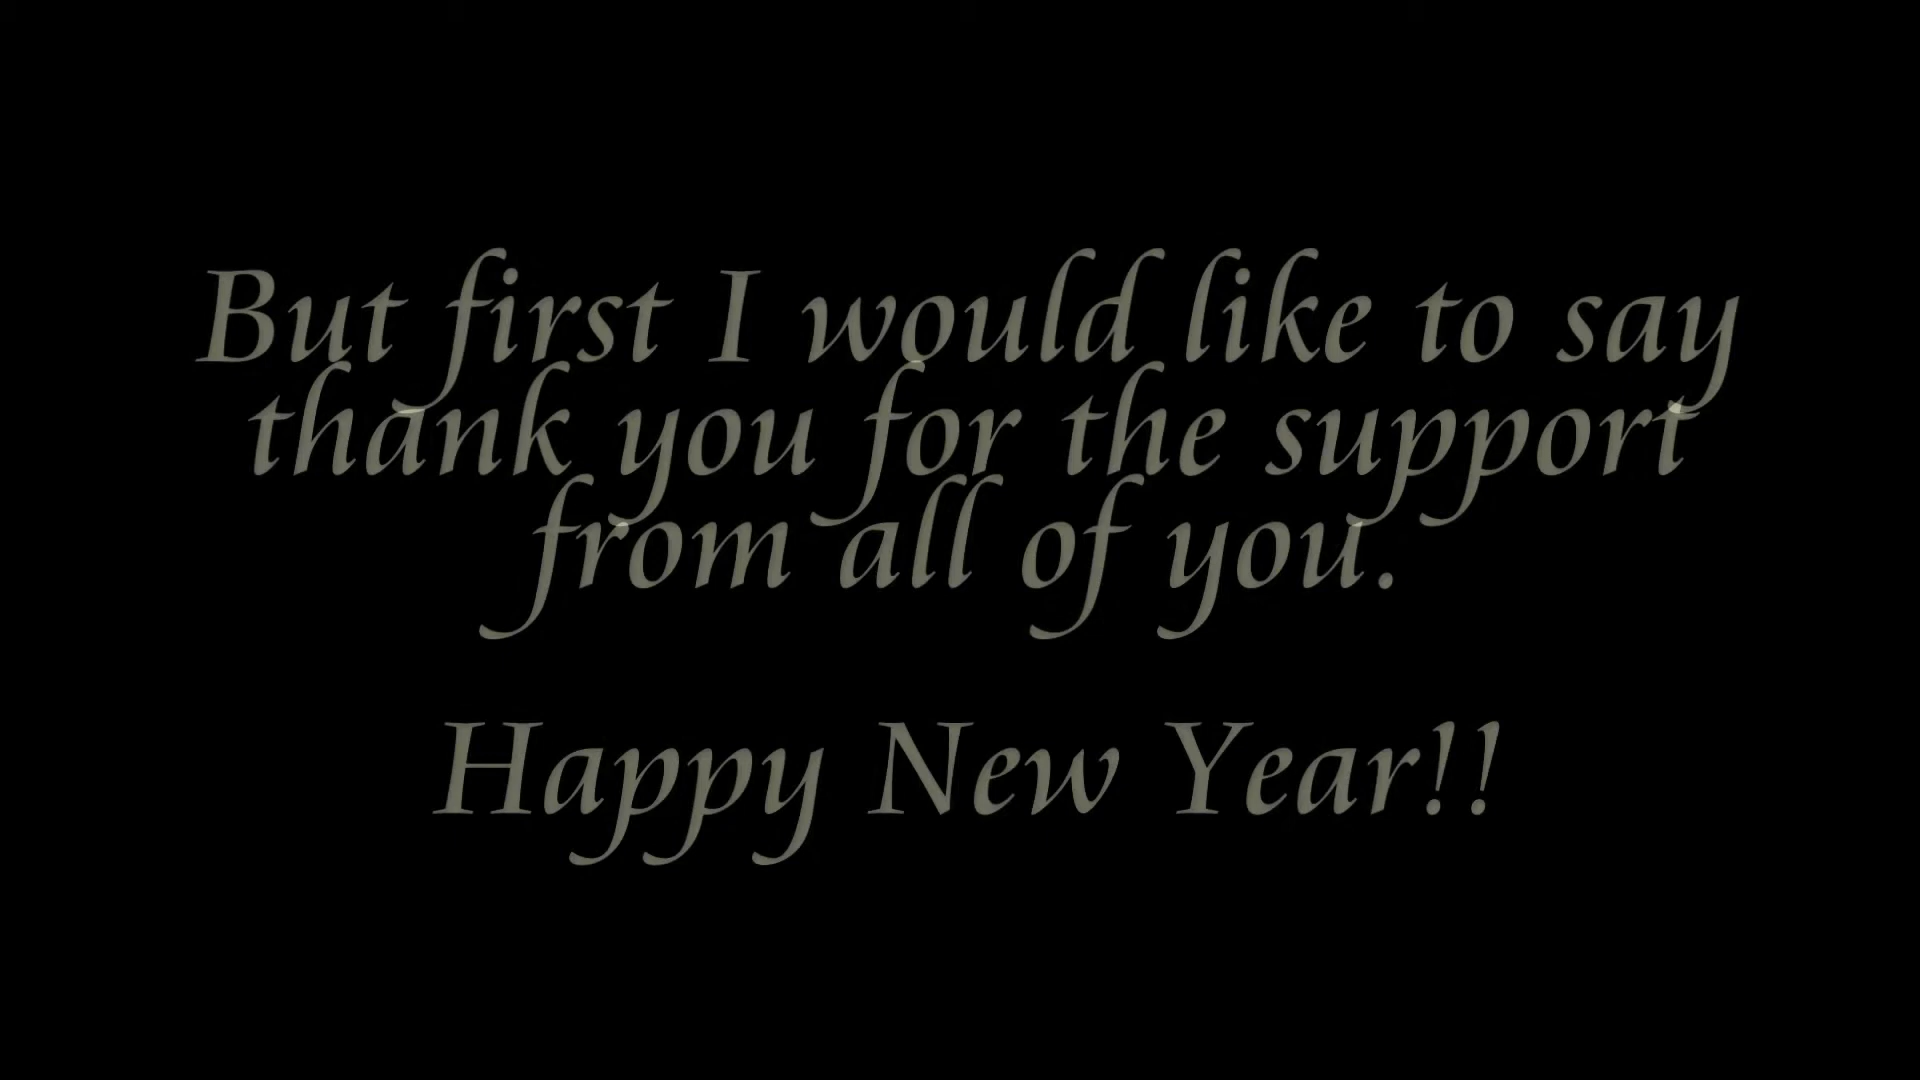 But first I would like to say
thank you for the support
from all of you.
Happy New Year!!